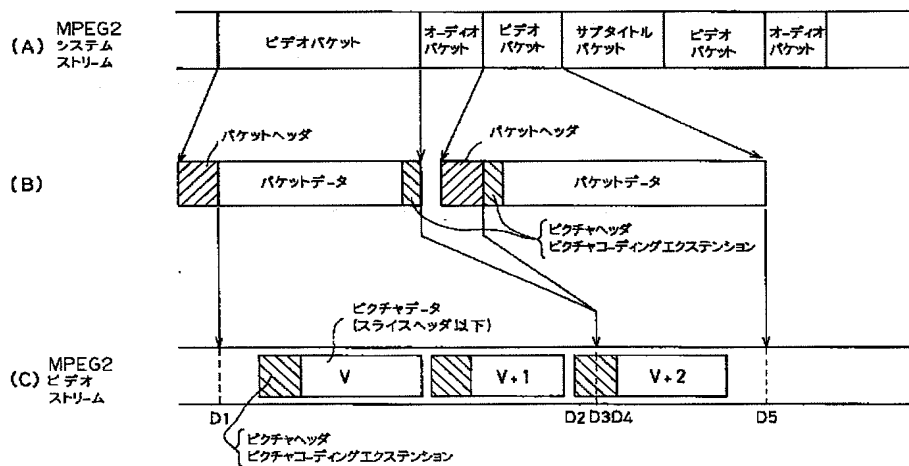 (A) MPEG2
システム
ストリーム
ビデオパケット
オーディオ
パケット
ビデオ
パケット
サブタイトル
パケット
ビデオ
パケット
オーディオ
パケット
パケットヘッダ
パケットヘッダ
(B)
パケットデータ
パケットデータ
ピクチャヘッダ
ピクチャコーディングエクステンション
ピクチャデータ
(スライスヘッダ以下)
(C) MPEG2
ビデオ
ストリーム
V
V+1
V+2
D1
D2 D3 D4
D5
ピクチャヘッダ
ピクチャコーディングエクステンション